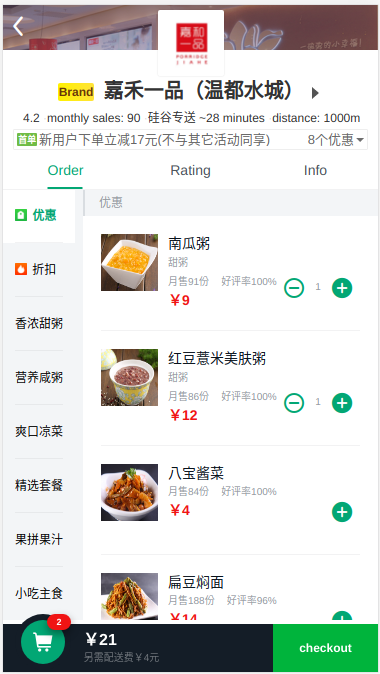 嘉和
一品
JIAHE
一品浓的小幸福！
Brand 嘉禾一品（温都水城）
4.2 monthly sales: 90 硅谷专送 ~28 minutes distance: 1000m
首单 新用户下单立减17元(不与其它活动同享) 8个优惠
Order Rating Info
优惠
折扣
香浓甜粥
营养咸粥
爽口凉菜
精选套餐
果拼果汁
小吃主食
优惠
南瓜粥
甜粥
月售91份 好评率100%
￥9
1
红豆薏米美肤粥
甜粥
月售86份 好评率100%
￥12
1
八宝酱菜
月售84份 好评率100%
￥4
扁豆焖面
月售188份 好评率96%
￥14
2
￥21
另需配送费￥4元
checkout